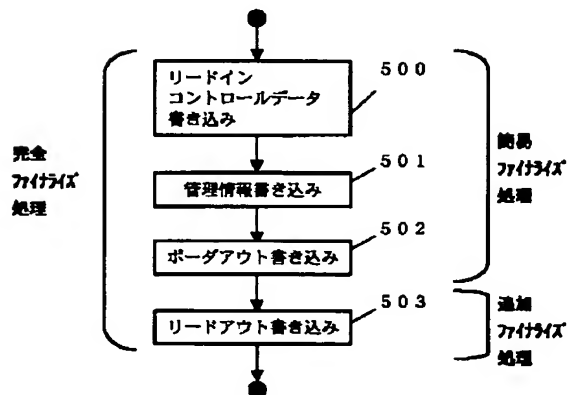 リードイン
コントロールデータ
書き込み
500
管理情報書き込み
501
ボーダアウト書き込み
502
リードアウト書き込み
503
完全
ファイナライズ
処理
簡易
ファイナライズ
処理
追加
ファイナライズ
処理